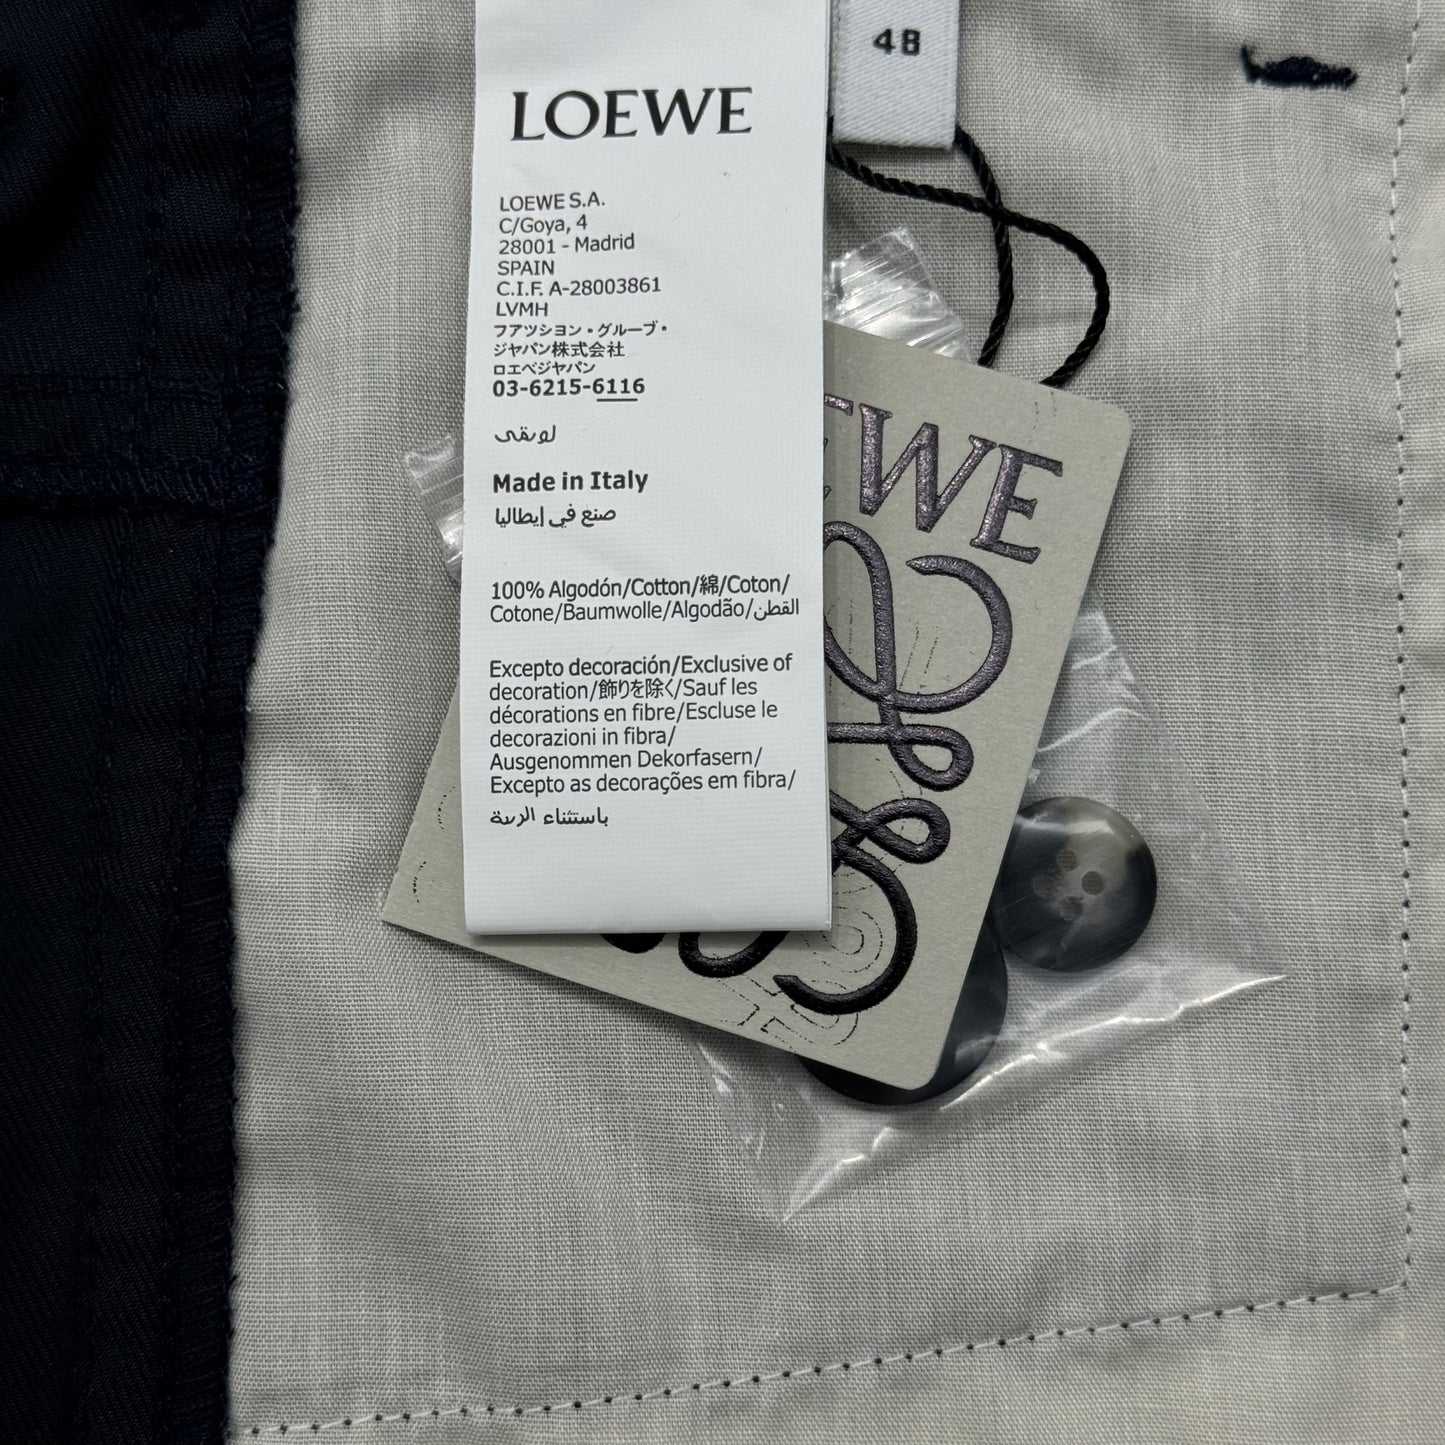 LOEWE
LOEWE S.A.
C/Goya, 4
28001 - Madrid
SPAIN
C.I.F. A-28003861
LVMH
フアツシヨン・グループ・
ジャパン株式会社
ロエベジャパン
03-6215-6116
Made in Italy
صنع في إيطاليا
100% Algodón/Cotton/綿/Coton/
Cotone/Baumwolle/Algodão/القطن
Excepto decoración/Exclusive of
decoration/飾りを除く/Sauf les
décorations en fibre/Escluse le
decorazioni in fibra/
Ausgenommen Dekorfasern/
Excepto as decorações em fibra/
باستثناء
48
WE